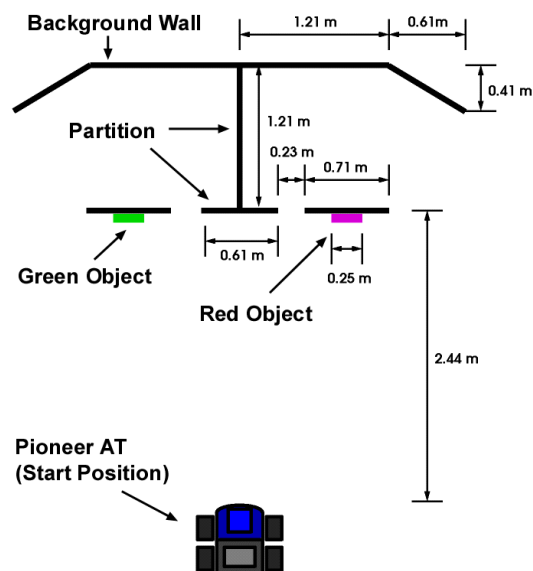 Background Wall
1.21 m
0.61m
0.41 m
Partition
1.21 m
0.23 m
0.71 m
Green Object
0.61 m
0.25 m
Red Object
2.44 m
Pioneer AT
(Start Position)